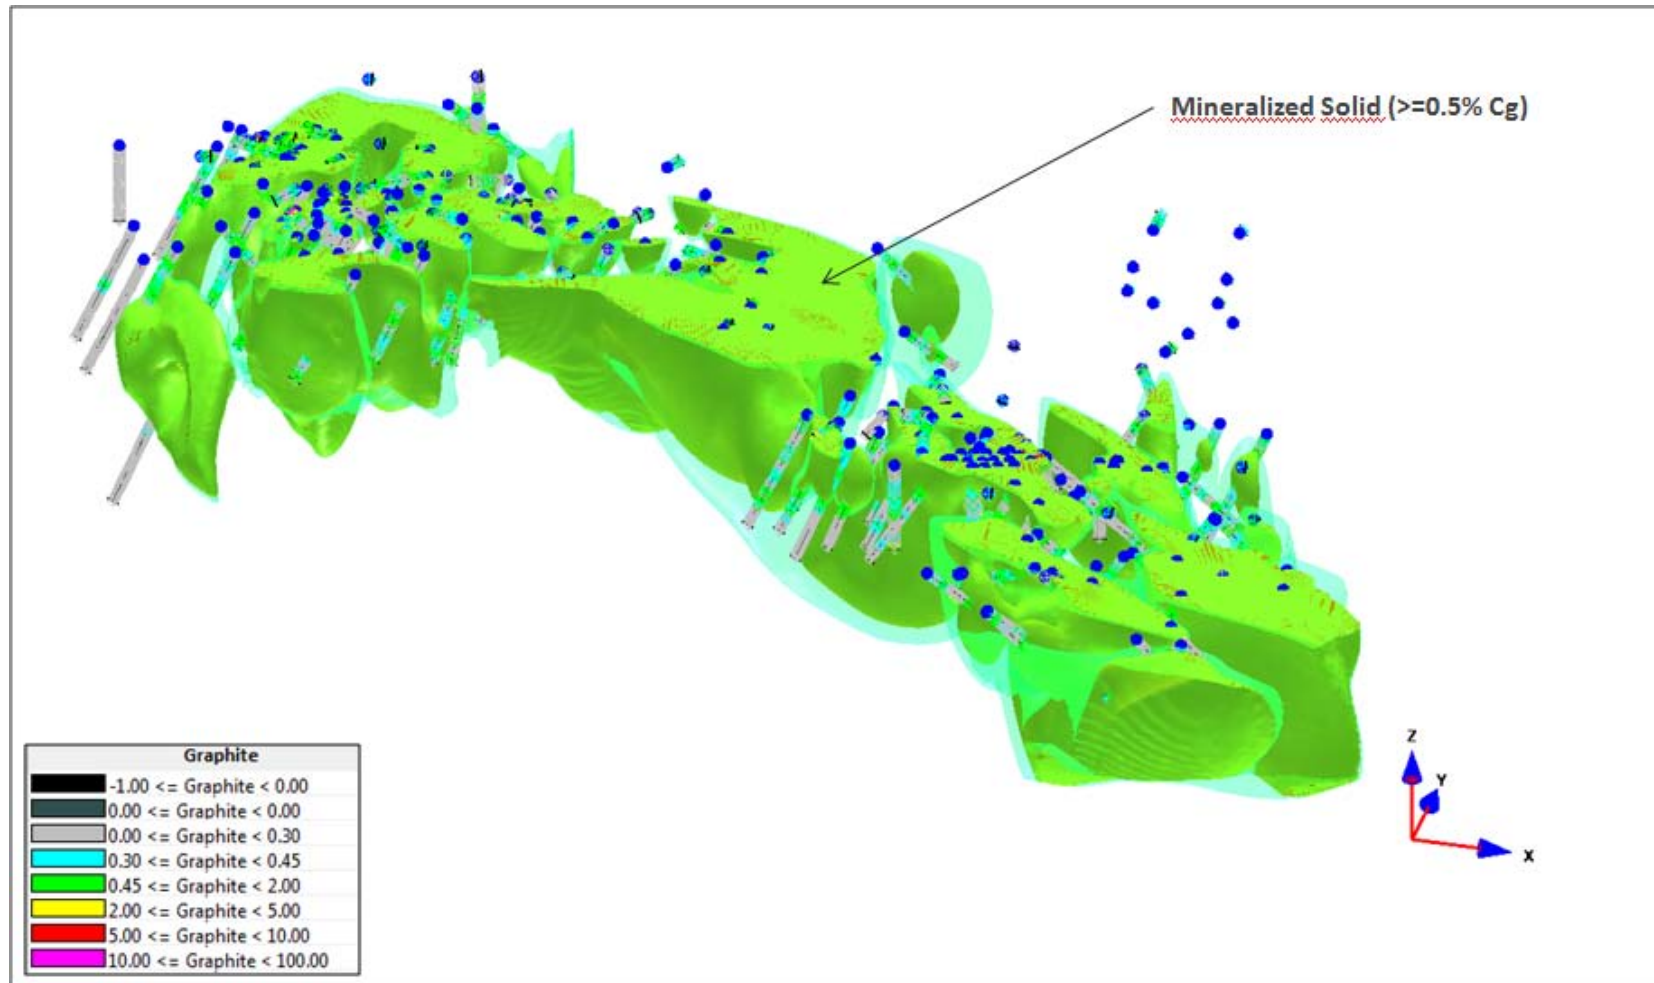 Mineralized Solid (>=0.5% Cg)
Z
Y
X
Graphite
-1.00 <= Graphite < 0.00
0.00 <= Graphite < 0.00
0.00 <= Graphite < 0.30
0.30 <= Graphite < 0.45
0.45 <= Graphite < 2.00
2.00 <= Graphite < 5.00
5.00 <= Graphite < 10.00
10.00 <= Graphite < 100.00